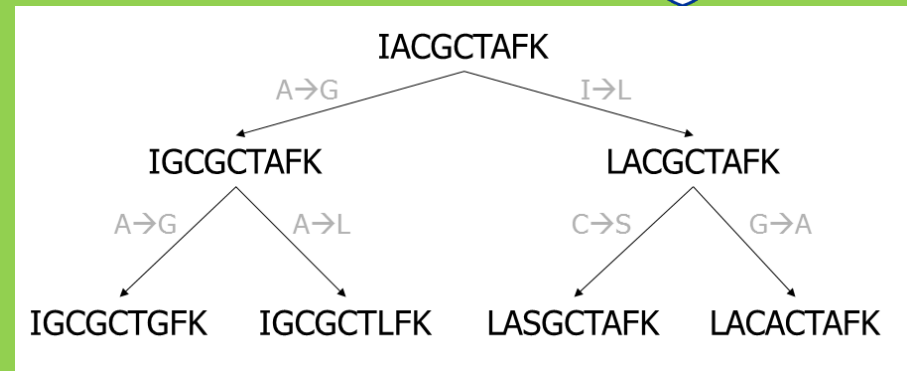 IACGCTAFK
A→G I→L
IGCGCTAFK LACGCTAFK
A→G A→L C→S G→A
IGCGCTGFK IGCGCTLFK LASGCTAFK LACACTAFK